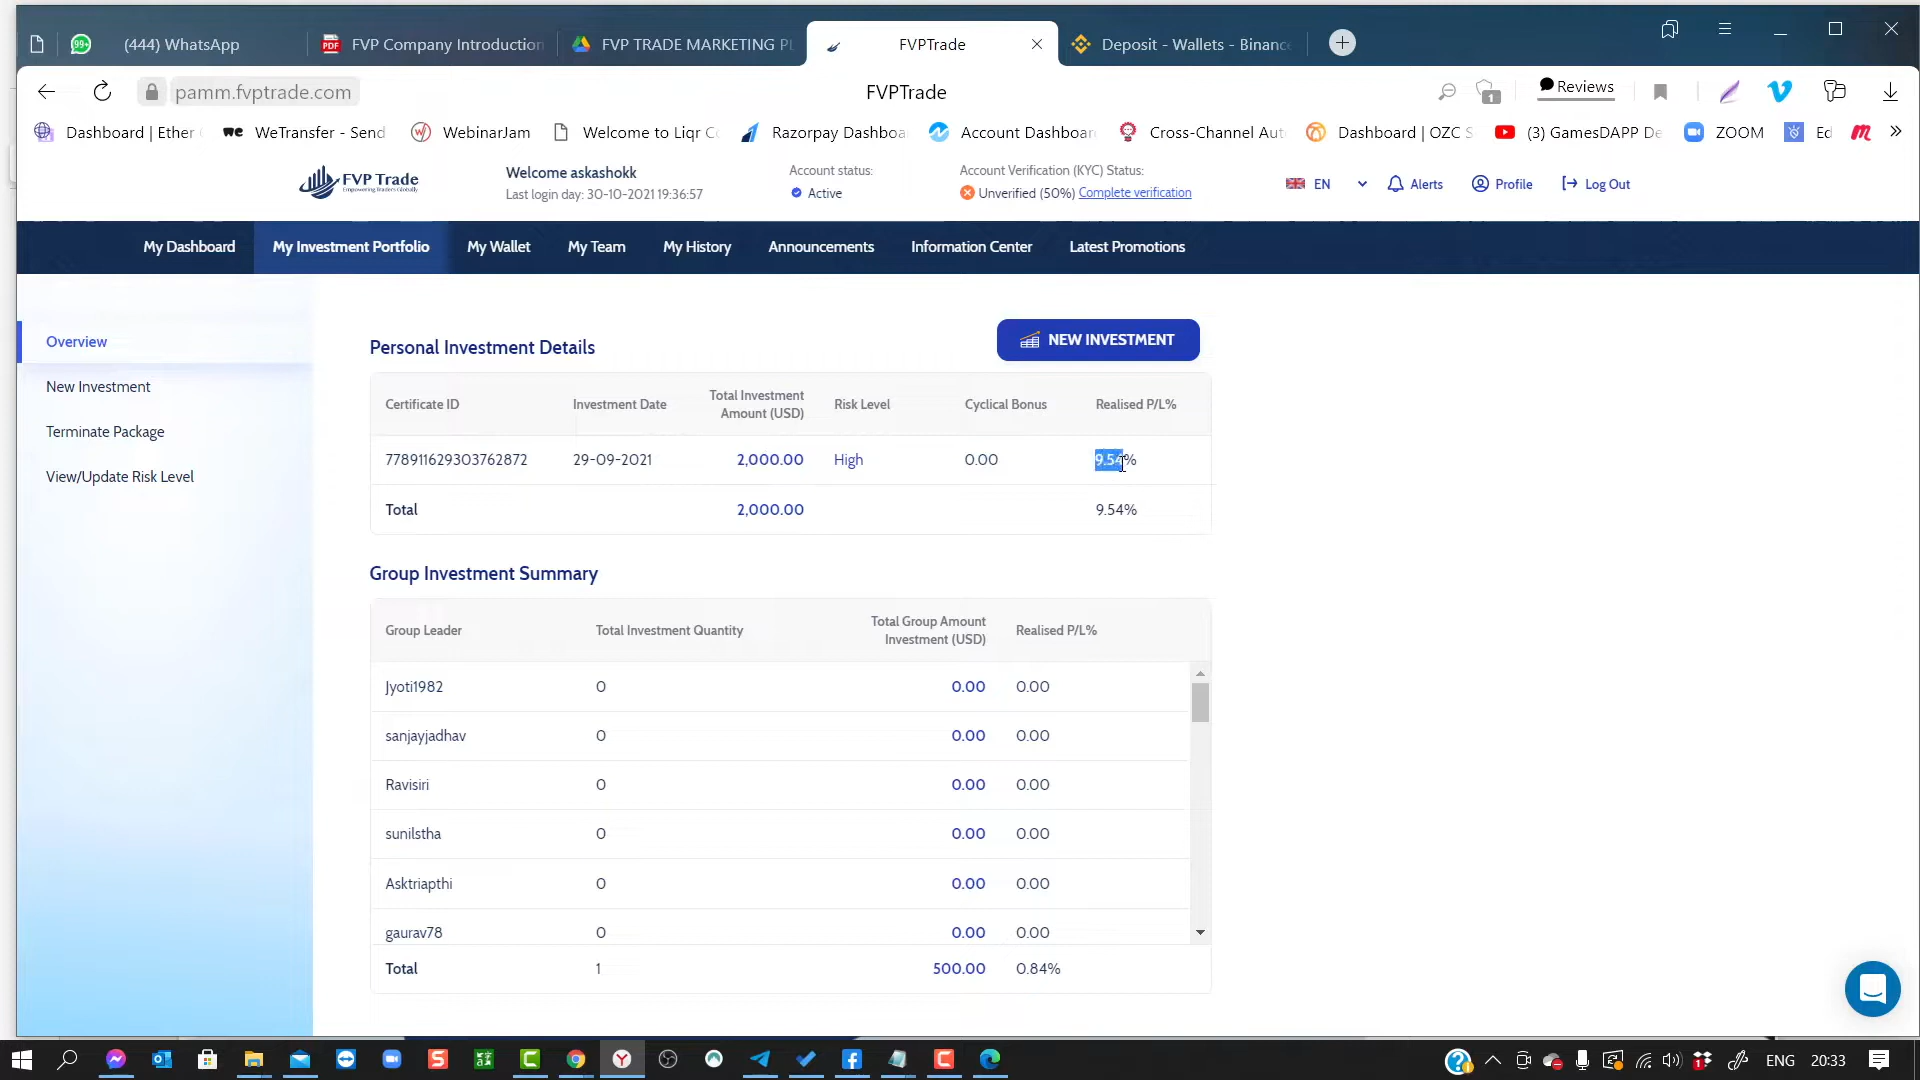 99+ (444) WhatsApp FVP Company Introduction FVP TRADE MARKETING PL FVPTrade Deposit - Wallets - Binanc
pamm.fvptrade.com FVPTrade 1 Reviews
Dashboard | Ether WeTransfer - Send WebinarJam Welcome to Liqr Cc Razorpay Dashboa Account Dashboar Cross-Channel Aut Dashboard | OZC S (3) GamesDAPP De ZOOM Ed
FVP Trade
Empowering Traders Globally
Welcome askashokk
Last login day: 30-10-2021 19:36:57
Account status:
Active
Account Verification (KYC) Status:
Unverified (50%) Complete verification
EN Alerts Profile Log Out
My Dashboard My Investment Portfolio My Wallet My Team My History Announcements Information Center Latest Promotions
Overview
New Investment
Terminate Package
View/Update Risk Level
Personal Investment Details NEW INVESTMENT
Certificate ID Investment Date Total Investment Amount (USD) Risk Level Cyclical Bonus Realised P/L%
778911629303762872 29-09-2021 2,000.00 High 0.00 9.54%
Total 2,000.00 9.54%
Group Investment Summary
Group Leader Total Investment Quantity Total Group Amount Investment (USD) Realised P/L%
Jyoti1982 0 0.00 0.00
sanjayjadhav 0 0.00 0.00
Ravisiri 0 0.00 0.00
sunilstha 0 0.00 0.00
Asktriapthi 0 0.00 0.00
gaurav78 0 0.00 0.00
Total 1 500.00 0.84%
ENG 20:33